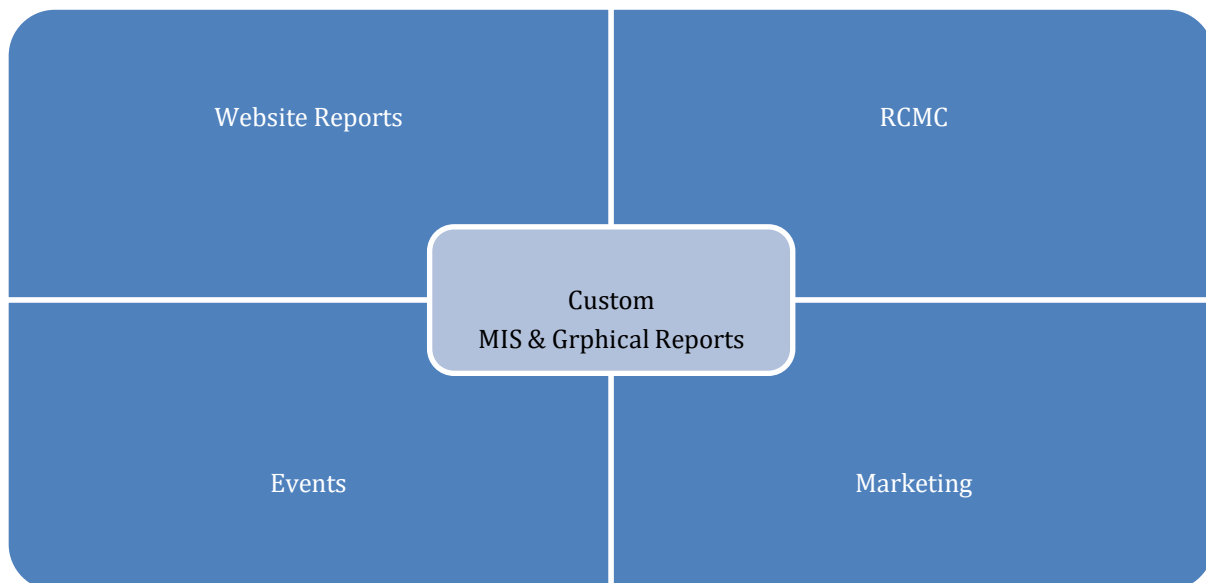 Website Reports
RCMC
Custom
MIS & Grphical Reports
Events
Marketing